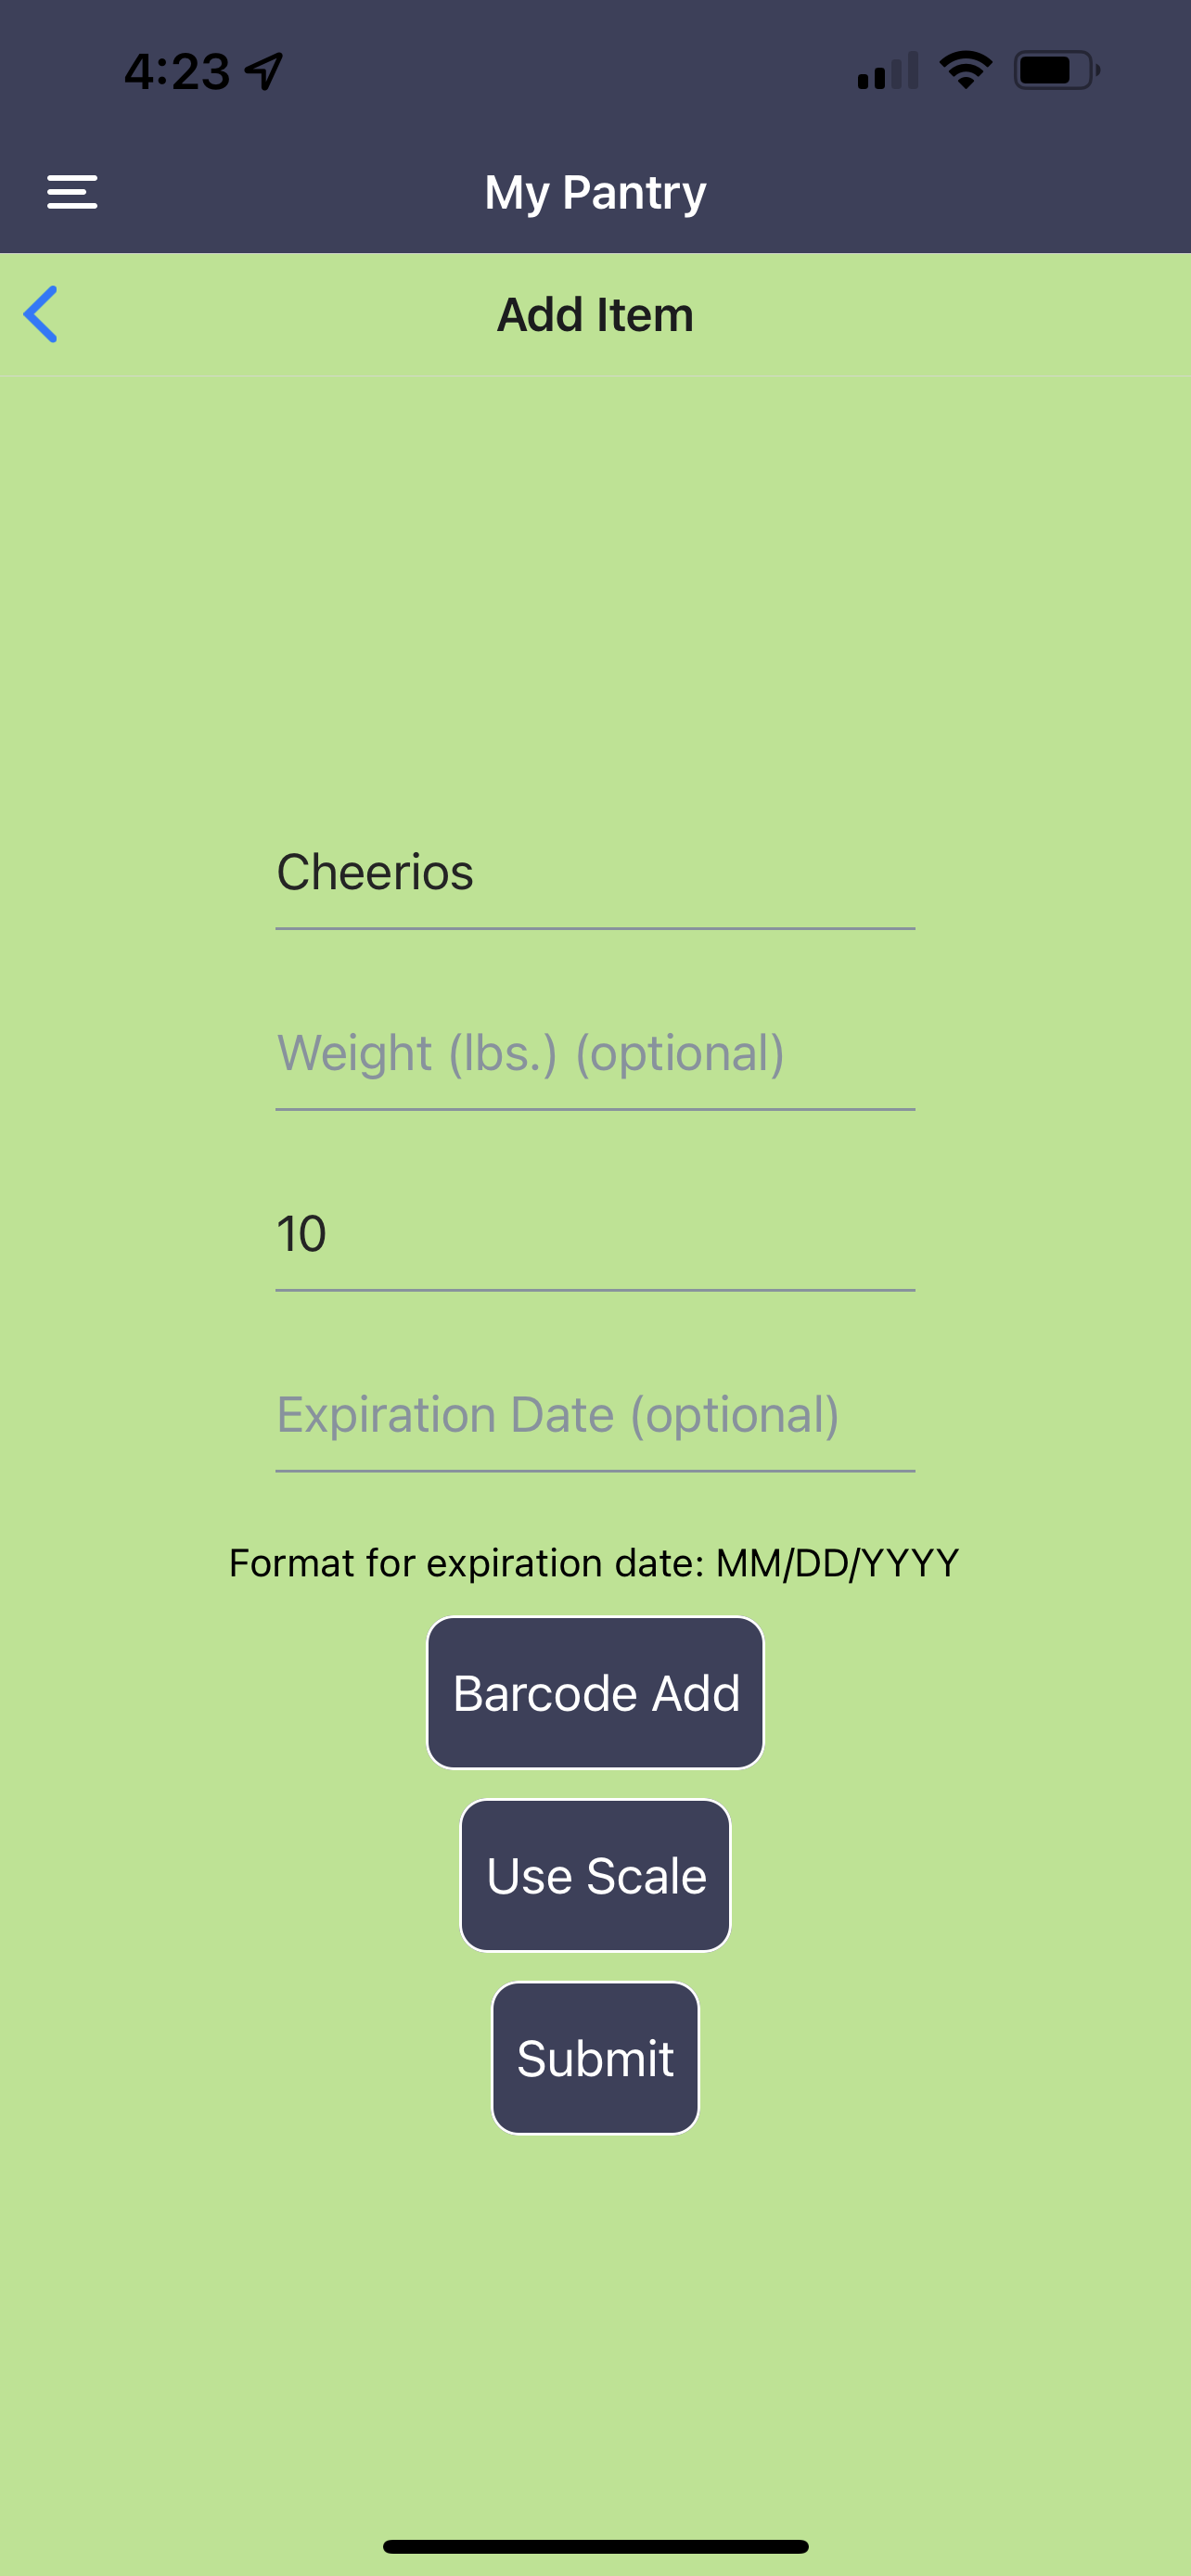 4:23
My Pantry
Add Item
Cheerios
Weight (lbs.) (optional)
10
Expiration Date (optional)
Format for expiration date: MM/DD/YYYY
Barcode Add
Use Scale
Submit